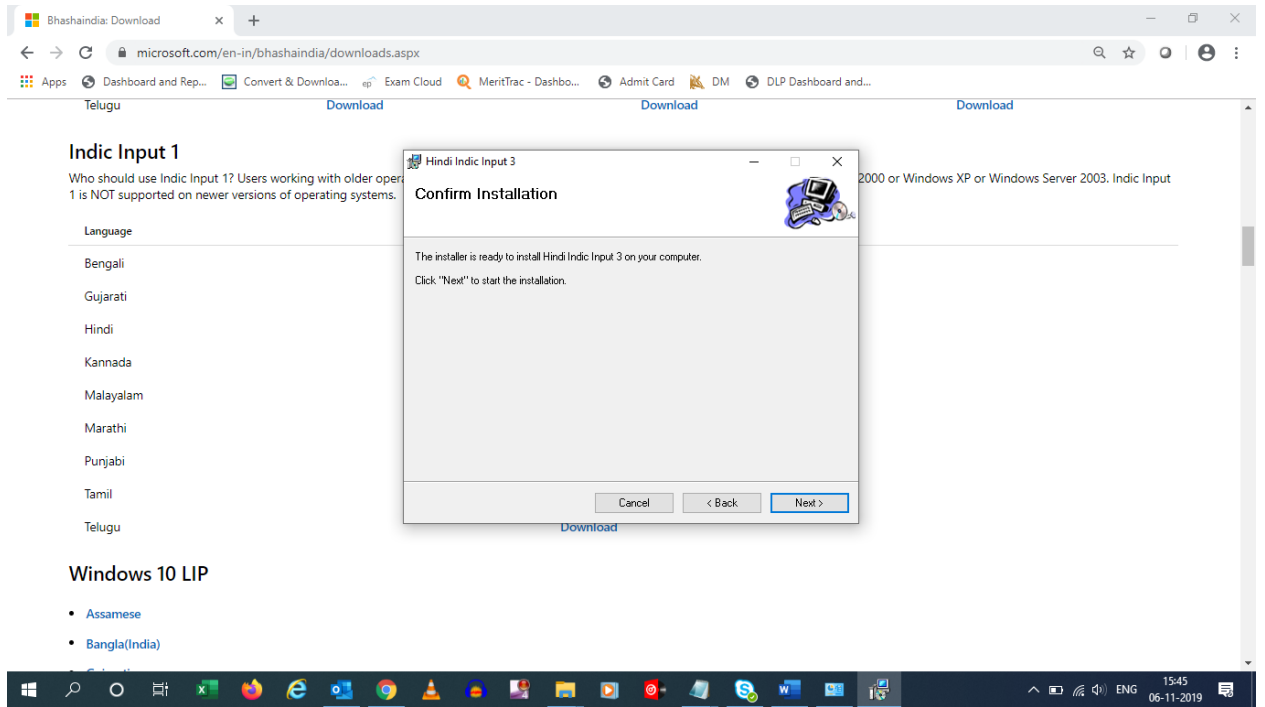 Bhashaindia: Download
microsoft.com/en-in/bhashaindia/downloads.aspx
Apps Dashboard and Rep... Convert & Downloa... Exam Cloud MeritTrac - Dashbo... Admit Card DM DLP Dashboard and...
Telugu Download Download Download
Indic Input 1
Who should use Indic Input 1? Users working with older opera 2000 or Windows XP or Windows Server 2003. Indic Input
1 is NOT supported on newer versions of operating systems.
Language
Bengali
Gujarati
Hindi
Kannada
Malayalam
Marathi
Punjabi
Tamil
Telugu Download
Hindi Indic Input 3
Confirm Installation
The installer is ready to install Hindi Indic Input 3 on your computer.
Click "Next" to start the installation.
Cancel < Back Next >
Windows 10 LIP
Assamese
Bangla(India)
ENG
15:45
06-11-2019